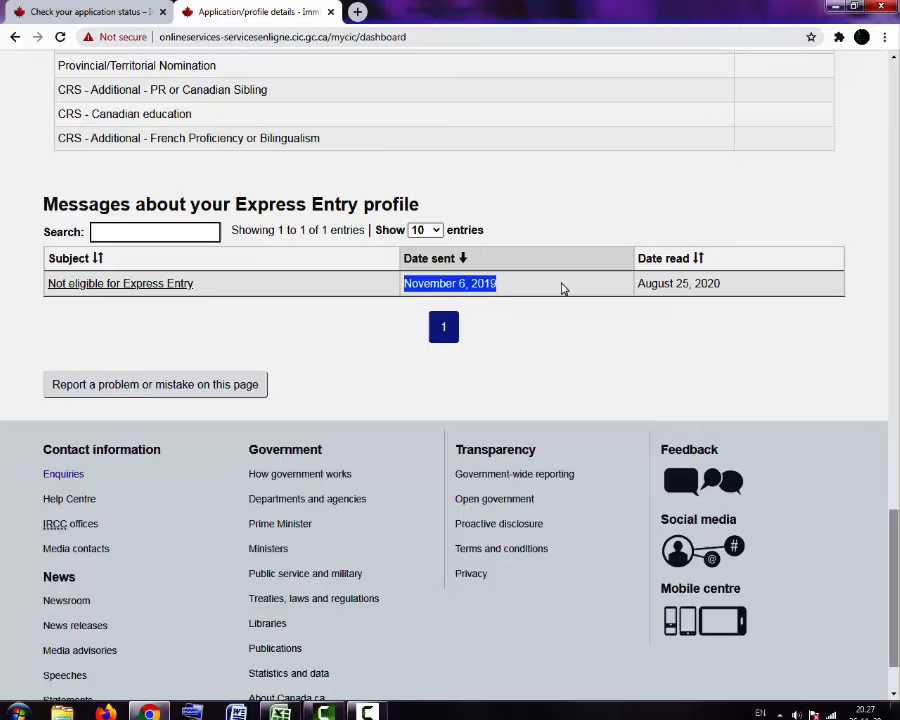 Check your application status – I
Application/profile details - Imm
Not secure
onlineservices-servicesenligne.cic.gc.ca/mycic/dashboard
Provincial/Territorial Nomination
CRS - Additional - PR or Canadian Sibling
CRS - Canadian education
CRS - Additional - French Proficiency or Bilingualism
Messages about your Express Entry profile
Search: Showing 1 to 1 of 1 entries | Show 10 entries
Subject Date sent Date read
Not eligible for Express Entry November 6, 2019 August 25, 2020
1
Report a problem or mistake on this page
Contact information
Enquiries
Help Centre
IRCC offices
Media contacts
News
Newsroom
News releases
Media advisories
Speeches
Statements
Government
How government works
Departments and agencies
Prime Minister
Ministers
Public service and military
Treaties, laws and regulations
Libraries
Publications
Statistics and data
About Canada.ca
Transparency
Government-wide reporting
Open government
Proactive disclosure
Terms and conditions
Privacy
Feedback
Social media
Mobile centre
EN
20.27